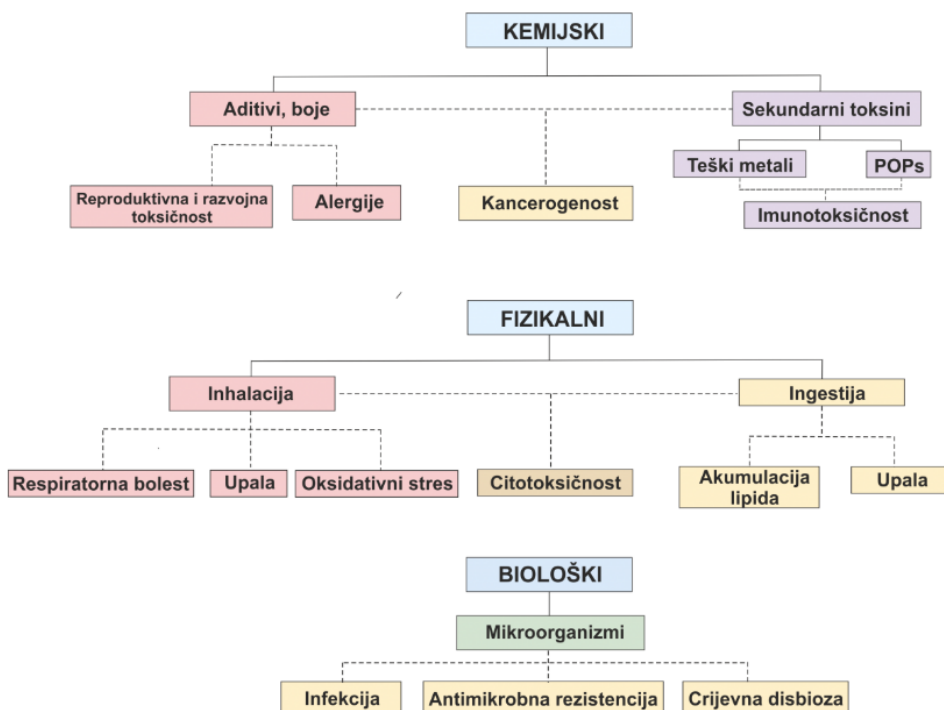 KEMIJSKI
Aditivi, boje
Sekundarni toksini
Teški metali
POPs
Reproduktivna i razvojna
toksičnost
Alergije
Kancerogenost
Imunotoksičnost
FIZIKALNI
Inhalacija
Ingestija
Respiratorna bolest
Upala
Oksidativni stres
Citotoksičnost
Akumulacija
lipida
Upala
BIOLOŠKI
Mikroorganizmi
Infekcija
Antimikrobna rezistencija
Crijevna disbioza